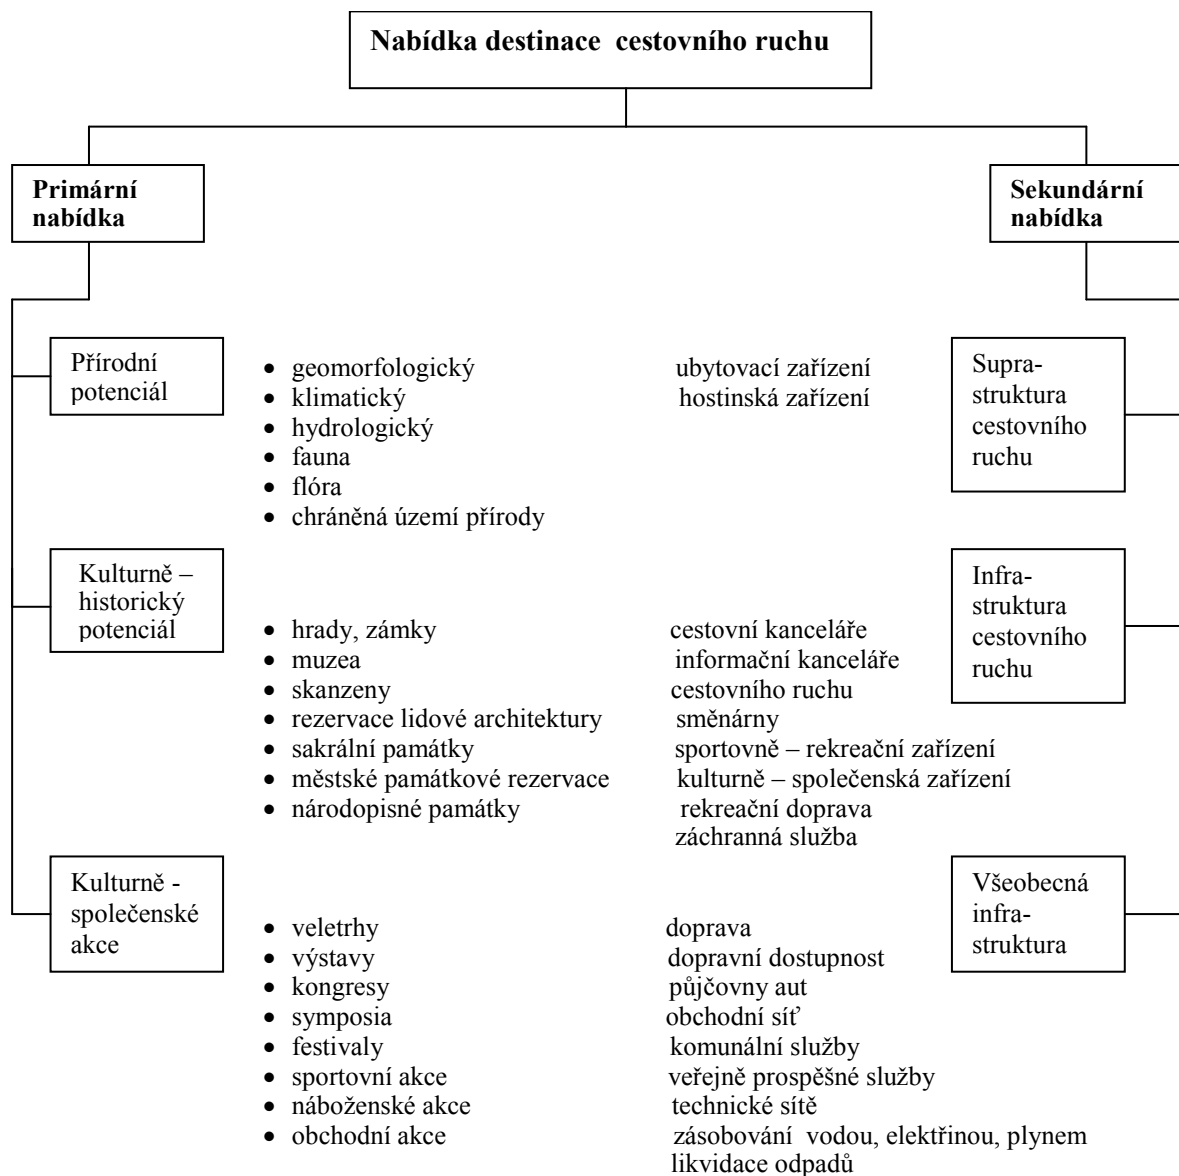 Nabídka destinace cestovního ruchu
Primární
nabídka
Sekundární
nabídka
Přírodní
potenciál
• geomorfologický
• klimatický
• hydrologický
• fauna
• flóra
• chráněná území přírody
ubytovací zařízení
hostinská zařízení
Supra-
struktura
cestovního
ruchu
Kulturně –
historický
potenciál
• hrady, zámky
• muzea
• skanzeny
• rezervace lidové architektury
• sakrální památky
• městské památkové rezervace
• národopisné památky
cestovní kanceláře
informační kanceláře
cestovního ruchu
směnárny
sportovně – rekreační zařízení
kulturně – společenská zařízení
rekreační doprava
záchranná služba
Infra-
struktura
cestovního
ruchu
Kulturně -
společenské
akce
• veletrhy
• výstavy
• kongresy
• symposia
• festivaly
• sportovní akce
• náboženské akce
• obchodní akce
doprava
dopravní dostupnost
půjčovny aut
obchodní síť
komunální služby
veřejně prospěšné služby
technické sítě
zásobování vodou, elektřinou, plynem
likvidace odpadů
Všeobecná
infra-
struktura